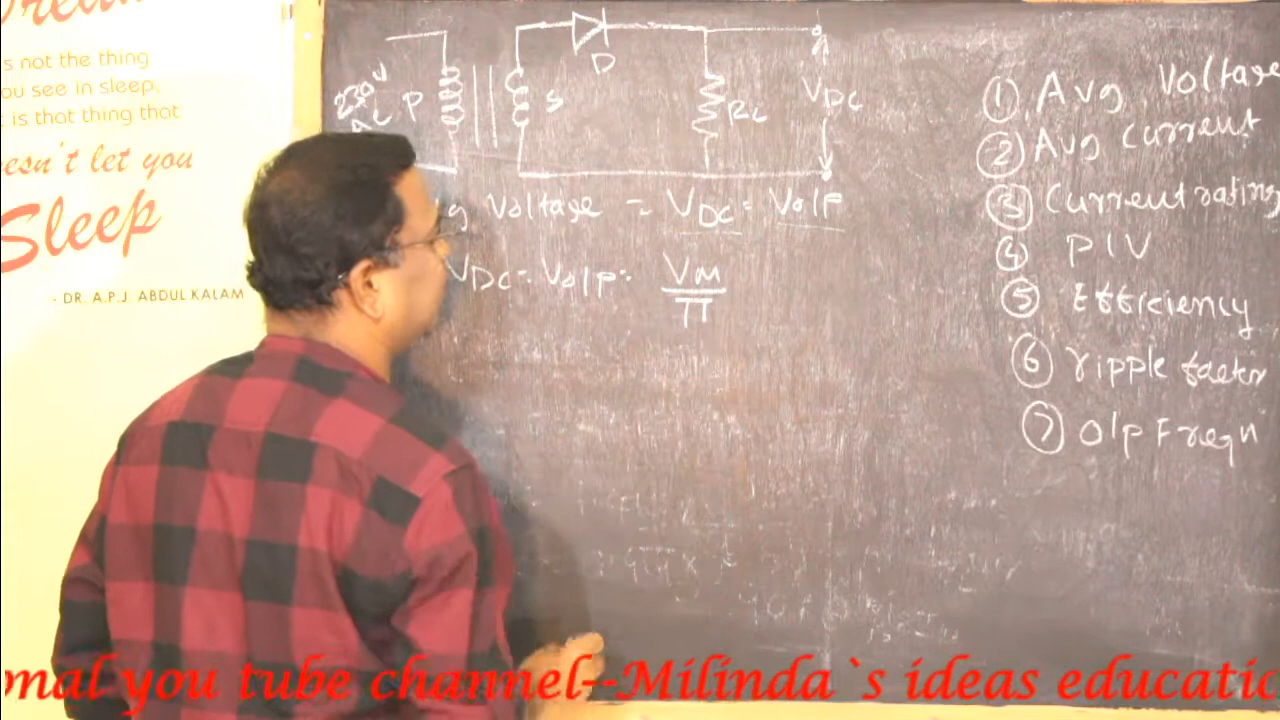 s not the thing
ou see in sleep,
t is that thing that
esn't let you
Sleep
- DR. A.P.J. ABDUL KALAM
230V
AC P
S
D
RL
VDC
g Voltage = VDC = Vo/P
VDC = Vo/P = VM
π
① Avg Voltage
② Avg Current
③ Current rating
④ PIV
⑤ Efficiency
⑥ ripple factor
⑦ O/p Freqn
onal you tube channel--Milinda`s ideas educatio